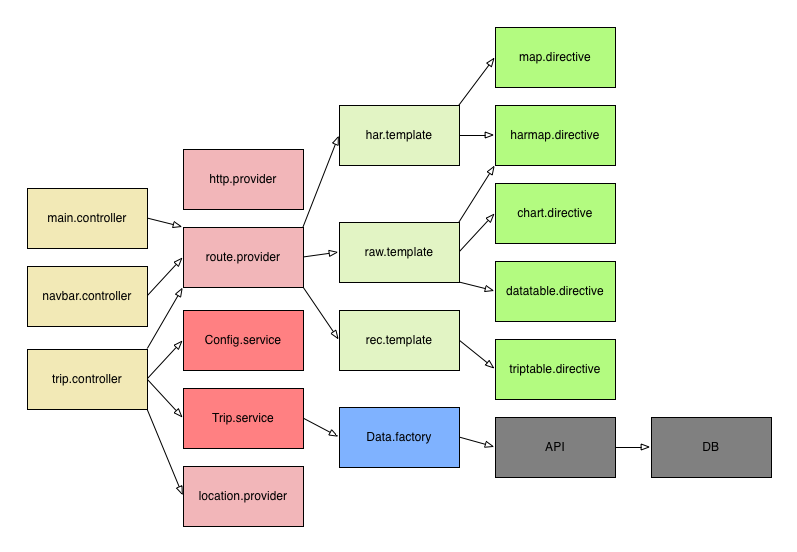 main.controller
navbar.controller
trip.controller
http.provider
route.provider
Config.service
Trip.service
location.provider
har.template
raw.template
rec.template
Data.factory
map.directive
harmap.directive
chart.directive
datatable.directive
triptable.directive
API
DB